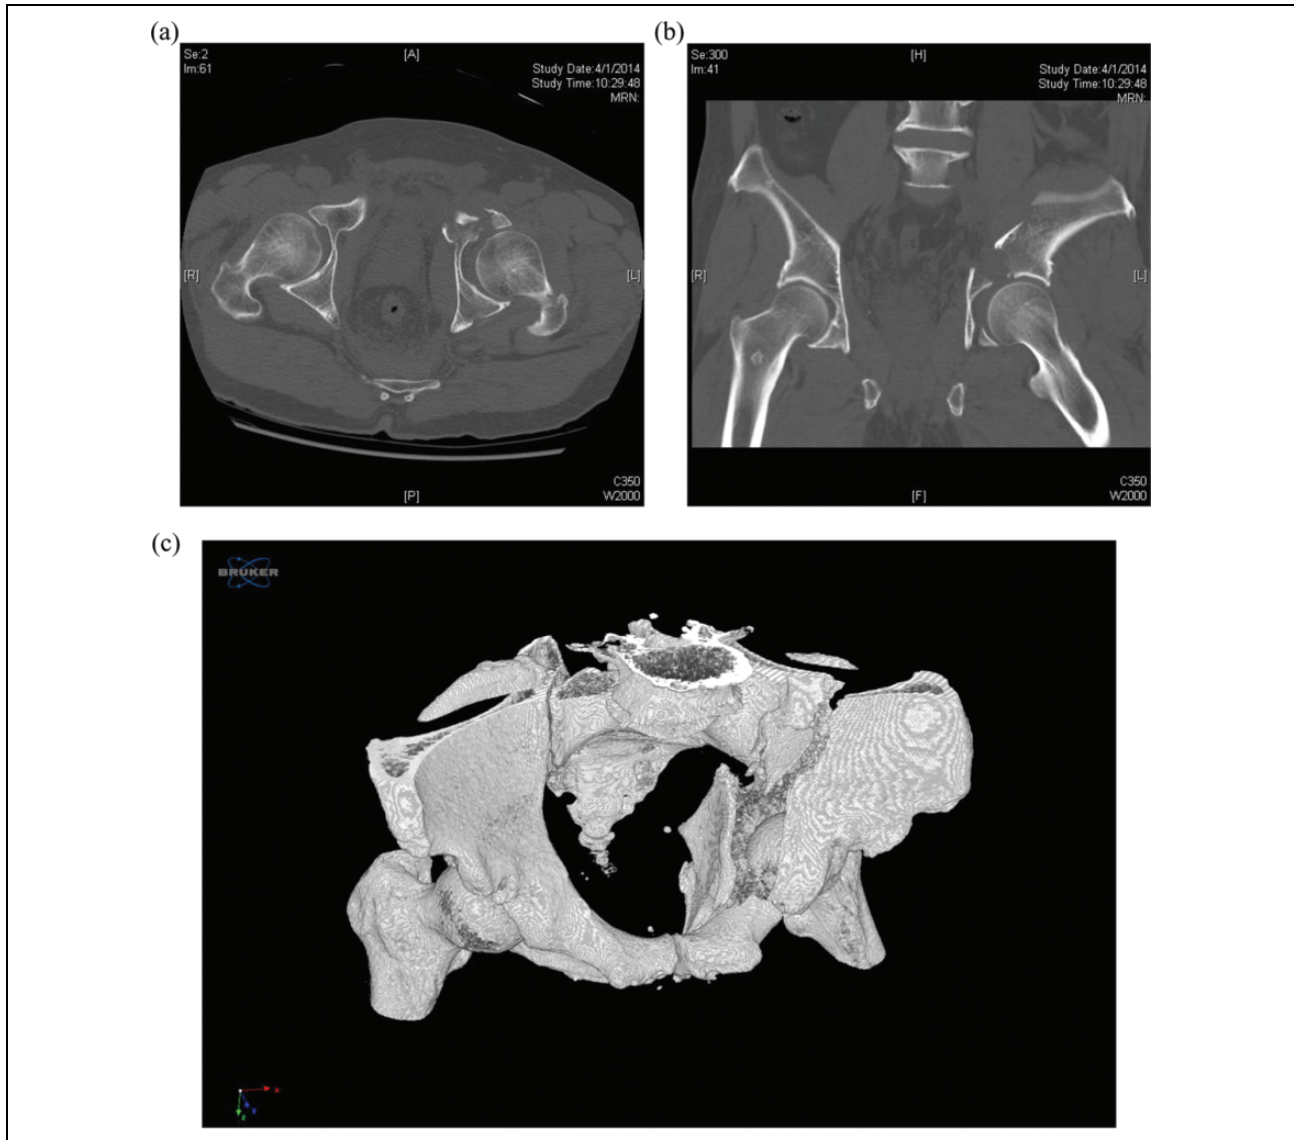 (a)
Se:2
Im:61
[A]
Study Date:4/1/2014
Study Time:10:29:48
MRN:
[R]
[L]
C350
W2000
[P]
(b)
Se:300
Im:41
[H]
Study Date:4/1/2014
Study Time:10:29:48
MRN:
[R]
[L]
C350
W2000
[F]
(c)
BRUKER
x
y
z